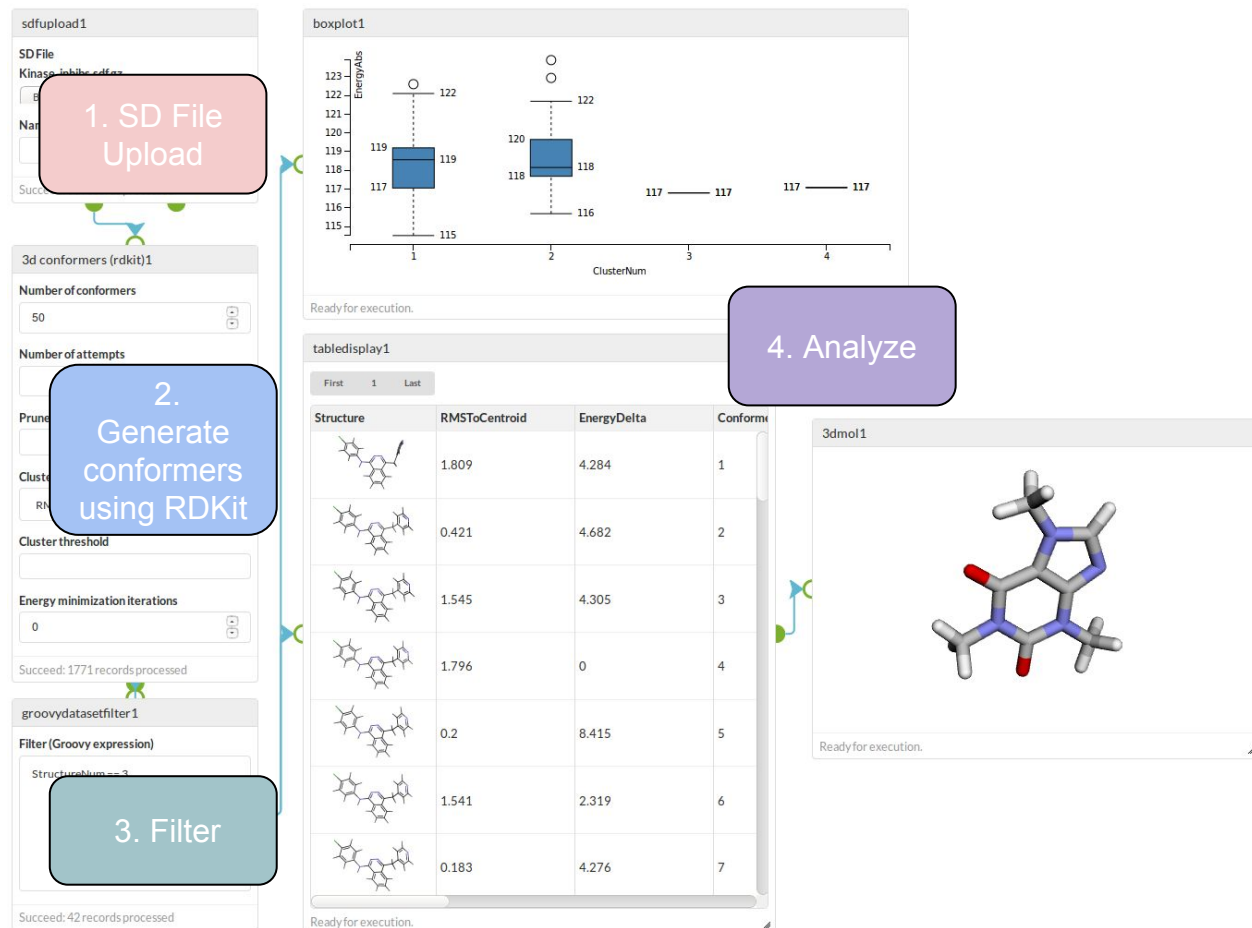 sdfupload1
SD File
1. SD File
Upload
3d conformers (rdkit)1
Number of conformers
50
Number of attempts
2.
Generate
conformers
using RDKit
Cluster threshold
Energy minimization iterations
0
Succeed: 1771 records processed
groovydatasetfilter1
Filter (Groovy expression)
StructureNum == 3
3. Filter
Succeed: 42 records processed
boxplot1
EnergyAbs
123
122
121
120
119
118
117
116
115
122
119
119
117
115
122
120
118
118
116
117 117
117 117
1 2 3 4
ClusterNum
Ready for execution.
4. Analyze
tabledisplay1
First 1 Last
Structure RMSToCentroid EnergyDelta
1.809 4.284 1
0.421 4.682 2
1.545 4.305 3
1.796 0 4
0.2 8.415 5
1.541 2.319 6
0.183 4.276 7
Ready for execution.
3dmol1
Ready for execution.